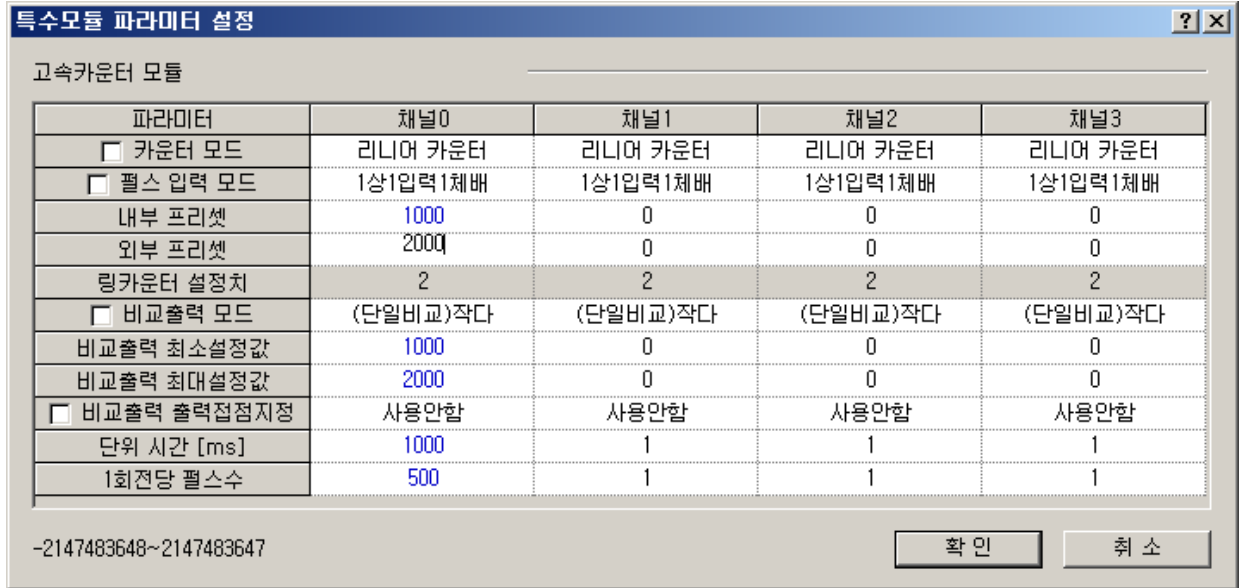 특수모듈 파라미터 설정
고속카운터 모듈
파라미터 채널0 채널1 채널2 채널3
카운터 모드 리니어 카운터 리니어 카운터 리니어 카운터 리니어 카운터
펄스 입력 모드 1상1입력1체배 1상1입력1체배 1상1입력1체배 1상1입력1체배
내부 프리셋 1000 0 0 0
외부 프리셋 2000 0 0 0
링카운터 설정치 2 2 2 2
비교출력 모드 (단일비교)작다 (단일비교)작다 (단일비교)작다 (단일비교)작다
비교출력 최소설정값 1000 0 0 0
비교출력 최대설정값 2000 0 0 0
비교출력 출력접점지정 사용안함 사용안함 사용안함 사용안함
단위 시간 [ms] 1000 1 1 1
1회전당 펄스수 500 1 1 1
-2147483648~2147483647 확인 취소